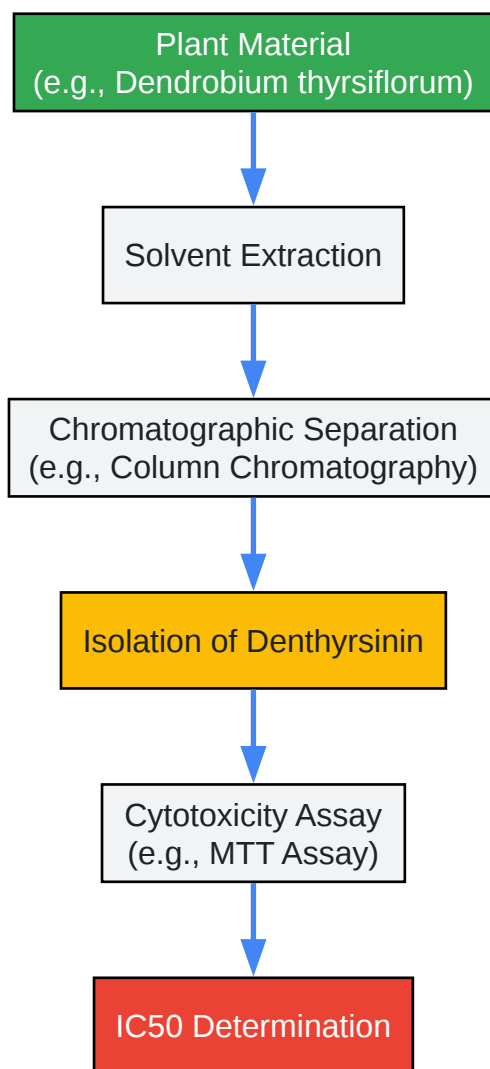 Plant Material
(e.g., Dendrobium thyrsiflorum)
Solvent Extraction
Chromatographic Separation
(e.g., Column Chromatography)
Isolation of Denthyrsinin
Cytotoxicity Assay
(e.g., MTT Assay)
IC50 Determination